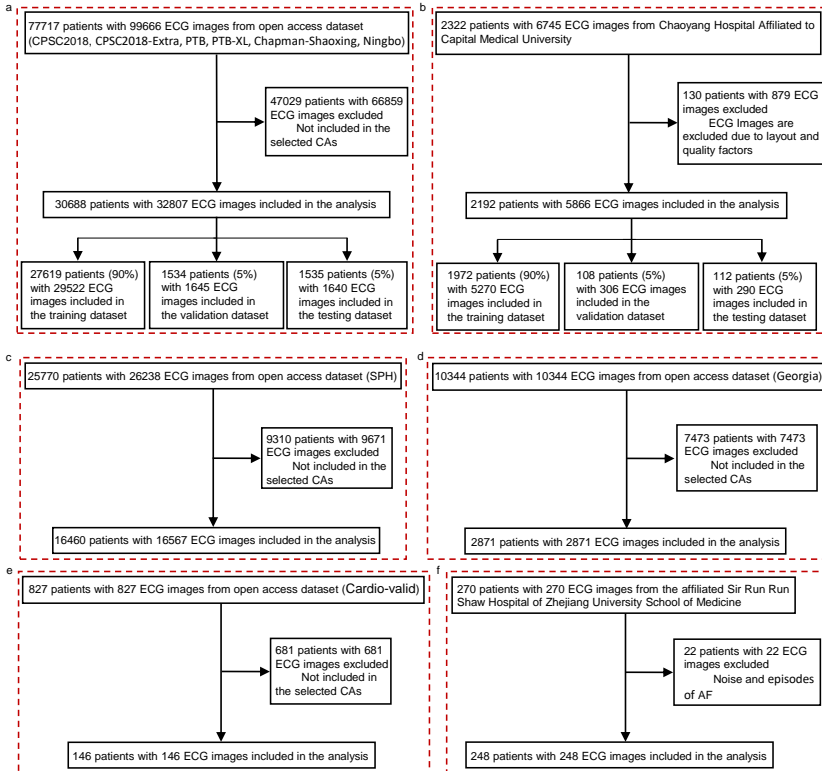 a
77717 patients with 99666 ECG images from open access dataset
(CPSC2018, CPSC2018-Extra, PTB, PTB-XL, Chapman-Shaoxing, Ningbo)
47029 patients with 66859
ECG images excluded
Not included in the
selected CAs
30688 patients with 32807 ECG images included in the analysis
27619 patients (90%)
with 29522 ECG
images included in
the training dataset
1534 patients (5%)
with 1645 ECG
images included in
the validation dataset
1535 patients (5%)
with 1640 ECG
images included in
the testing dataset
b
2322 patients with 6745 ECG images from Chaoyang Hospital Affiliated to
Capital Medical University
130 patients with 879 ECG
images excluded
ECG Images are
excluded due to layout and
quality factors
2192 patients with 5866 ECG images included in the analysis
1972 patients (90%)
with 5270 ECG
images included in
the training dataset
108 patients (5%)
with 306 ECG images
included in the
validation dataset
112 patients (5%)
with 290 ECG
images included in
the testing dataset
c
25770 patients with 26238 ECG images from open access dataset (SPH)
9310 patients with 9671
ECG images excluded
Not included in the
selected CAs
16460 patients with 16567 ECG images included in the analysis
d
10344 patients with 10344 ECG images from open access dataset (Georgia)
7473 patients with 7473
ECG images excluded
Not included in the
selected CAs
2871 patients with 2871 ECG images included in the analysis
e
827 patients with 827 ECG images from open access dataset (Cardio-valid)
681 patients with 681
ECG images excluded
Not included in
the selected CAs
146 patients with 146 ECG images included in the analysis
f
270 patients with 270 ECG images from the affiliated Sir Run Run
Shaw Hospital of Zhejiang University School of Medicine
22 patients with 22 ECG
images excluded
Noise and episodes
of AF
248 patients with 248 ECG images included in the analysis